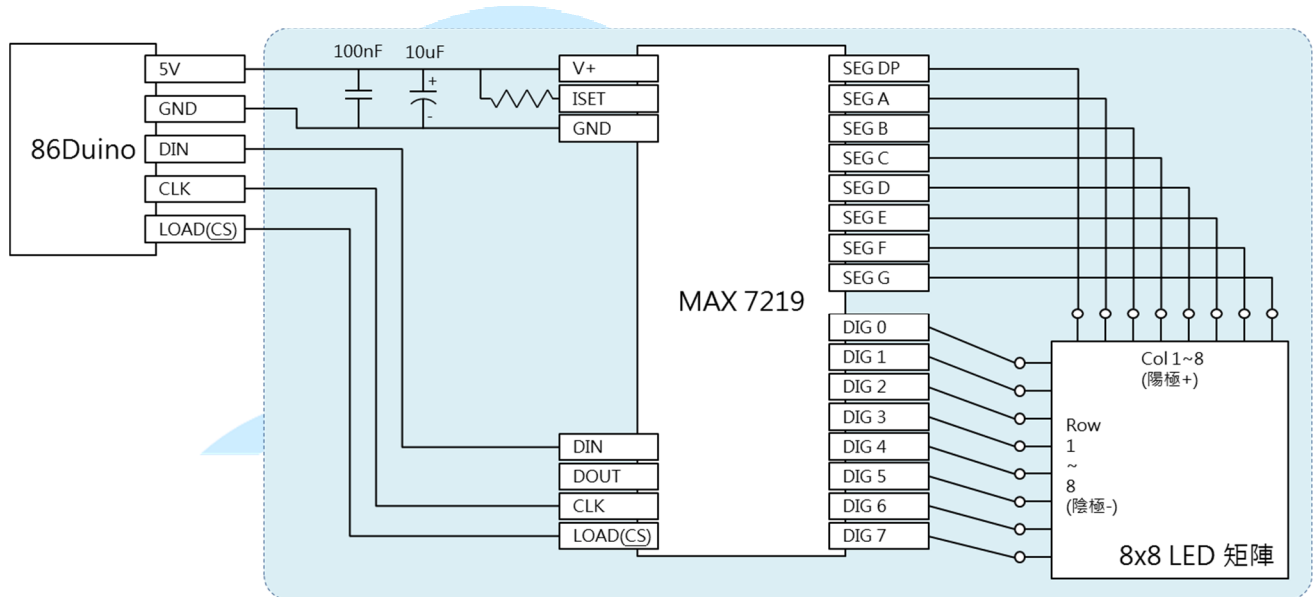 86Duino
5V
GND
DIN
CLK
LOAD(CS)
100nF
10uF
+
-
MAX 7219
V+
ISET
GND
DIN
DOUT
CLK
LOAD(CS)
SEG DP
SEG A
SEG B
SEG C
SEG D
SEG E
SEG F
SEG G
DIG 0
DIG 1
DIG 2
DIG 3
DIG 4
DIG 5
DIG 6
DIG 7
Col 1~8
(陽極+)
Row
1
~
8
(陰極-)
8x8 LED 矩陣